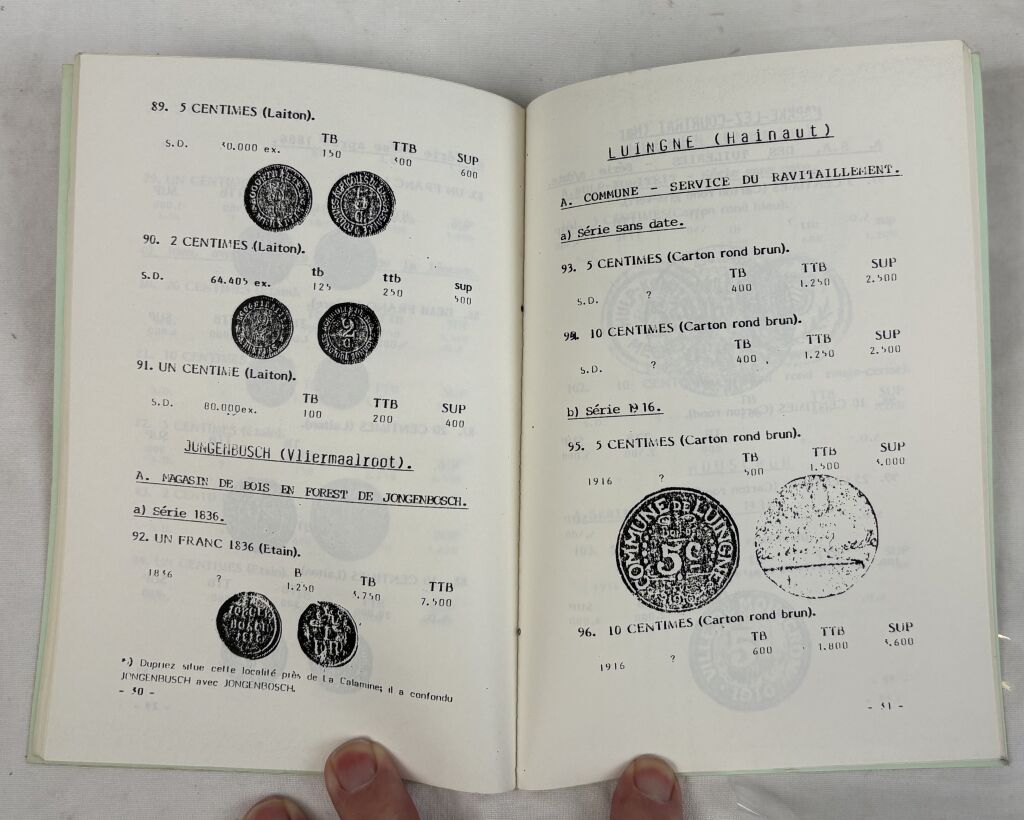 89. 5 CENTIMES (Laiton).
TB TTB SUP
S.D. 30.000 ex. 150 300 600
5
90. 2 CENTIMES (Laiton).
tb ttb sup
S.D. 64.405 ex. 125 250 500
2
91. UN CENTIME (Laiton).
TB TTB SUP
S.D. 80.000ex. 100 200 400
JONGENBOSCH (Vliermaalroot).
A. MAGASIN DE BOIS EN FOREST DE JONGENBOSCH.
a) Série 1836.
92. UN FRANC 1836 (Etain).
B TB TTB
1836 ? 1.250 3.750 7.500
*) Dupriez situe cette localité près de La Calamine; il a confondu
JUNGENBUSCH avec JONGENBOSCH.
- 30 -
LUINGNE (Hainaut)
A. COMMUNE - SERVICE DU RAVITAILLEMENT.
a) Série sans date.
93. 5 CENTIMES (Carton rond brun).
TB TTB SUP
S.D. ? 400 1.250 2.500
94. 10 CENTIMES (Carton rond brun).
TB TTB SUP
S.D. ? 400 1.250 2.500
b) Série 1916.
95. 5 CENTIMES (Carton rond brun).
TB TTB SUP
1916 ? 500 1.500 3.000
COMMUNE DE LUINGNE
5c
1916
96. 10 CENTIMES (Carton rond brun).
TB TTB SUP
1916 ? 600 1.800 3.600
- 31 -